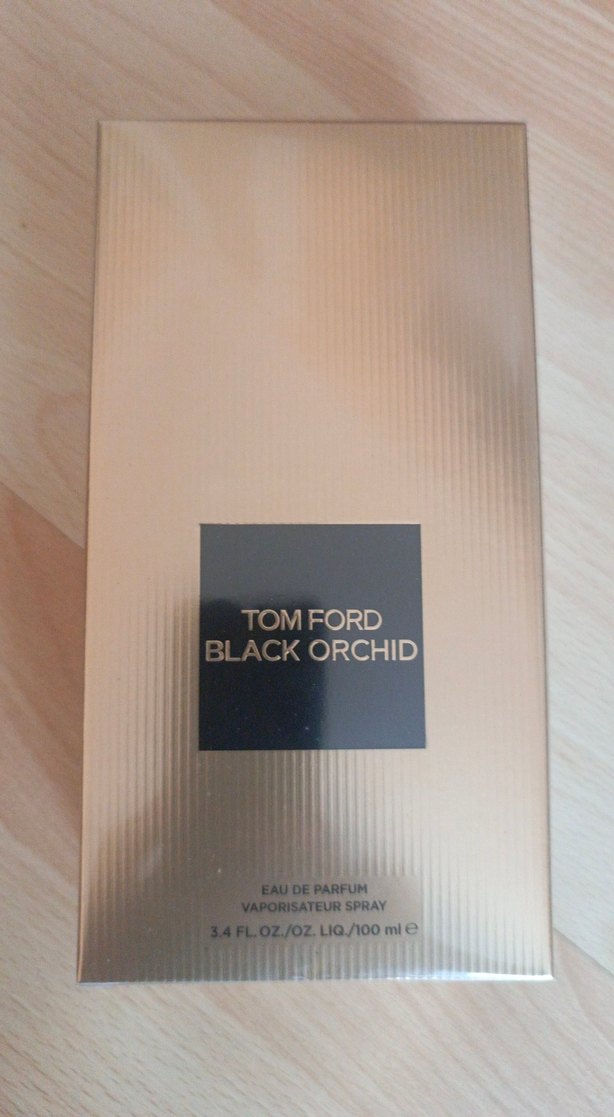 TOM FORD
BLACK ORCHID
EAU DE PARFUM
VAPORISATEUR SPRAY
3.4 FL. OZ./OZ. LIQ./100 ml ℮